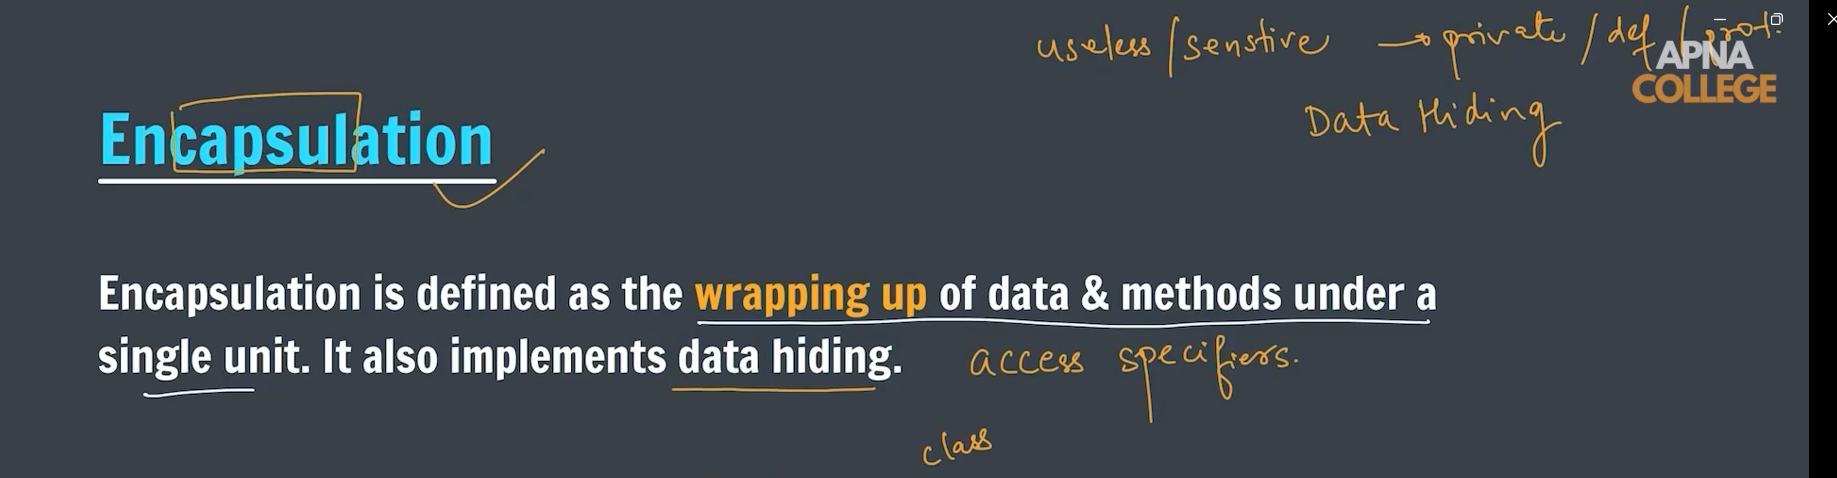 useless / senstive → private / def / prot.
APNA
COLLEGE
Data Hiding
Encapsulation
Encapsulation is defined as the wrapping up of data & methods under a
single unit. It also implements data hiding. access specifiers.
class